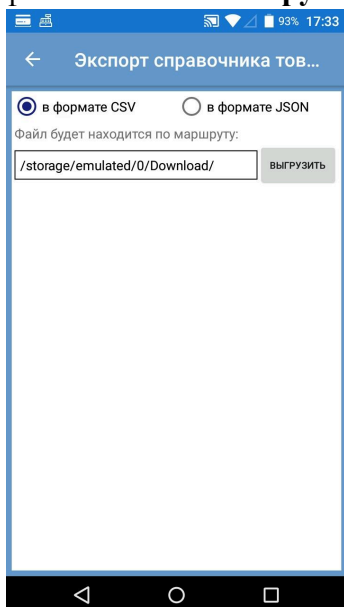 93% 17:33
Экспорт справочника тов...
в формате CSV в формате JSON
Файл будет находится по маршруту:
/storage/emulated/0/Download/ ВЫГРУЗИТЬ